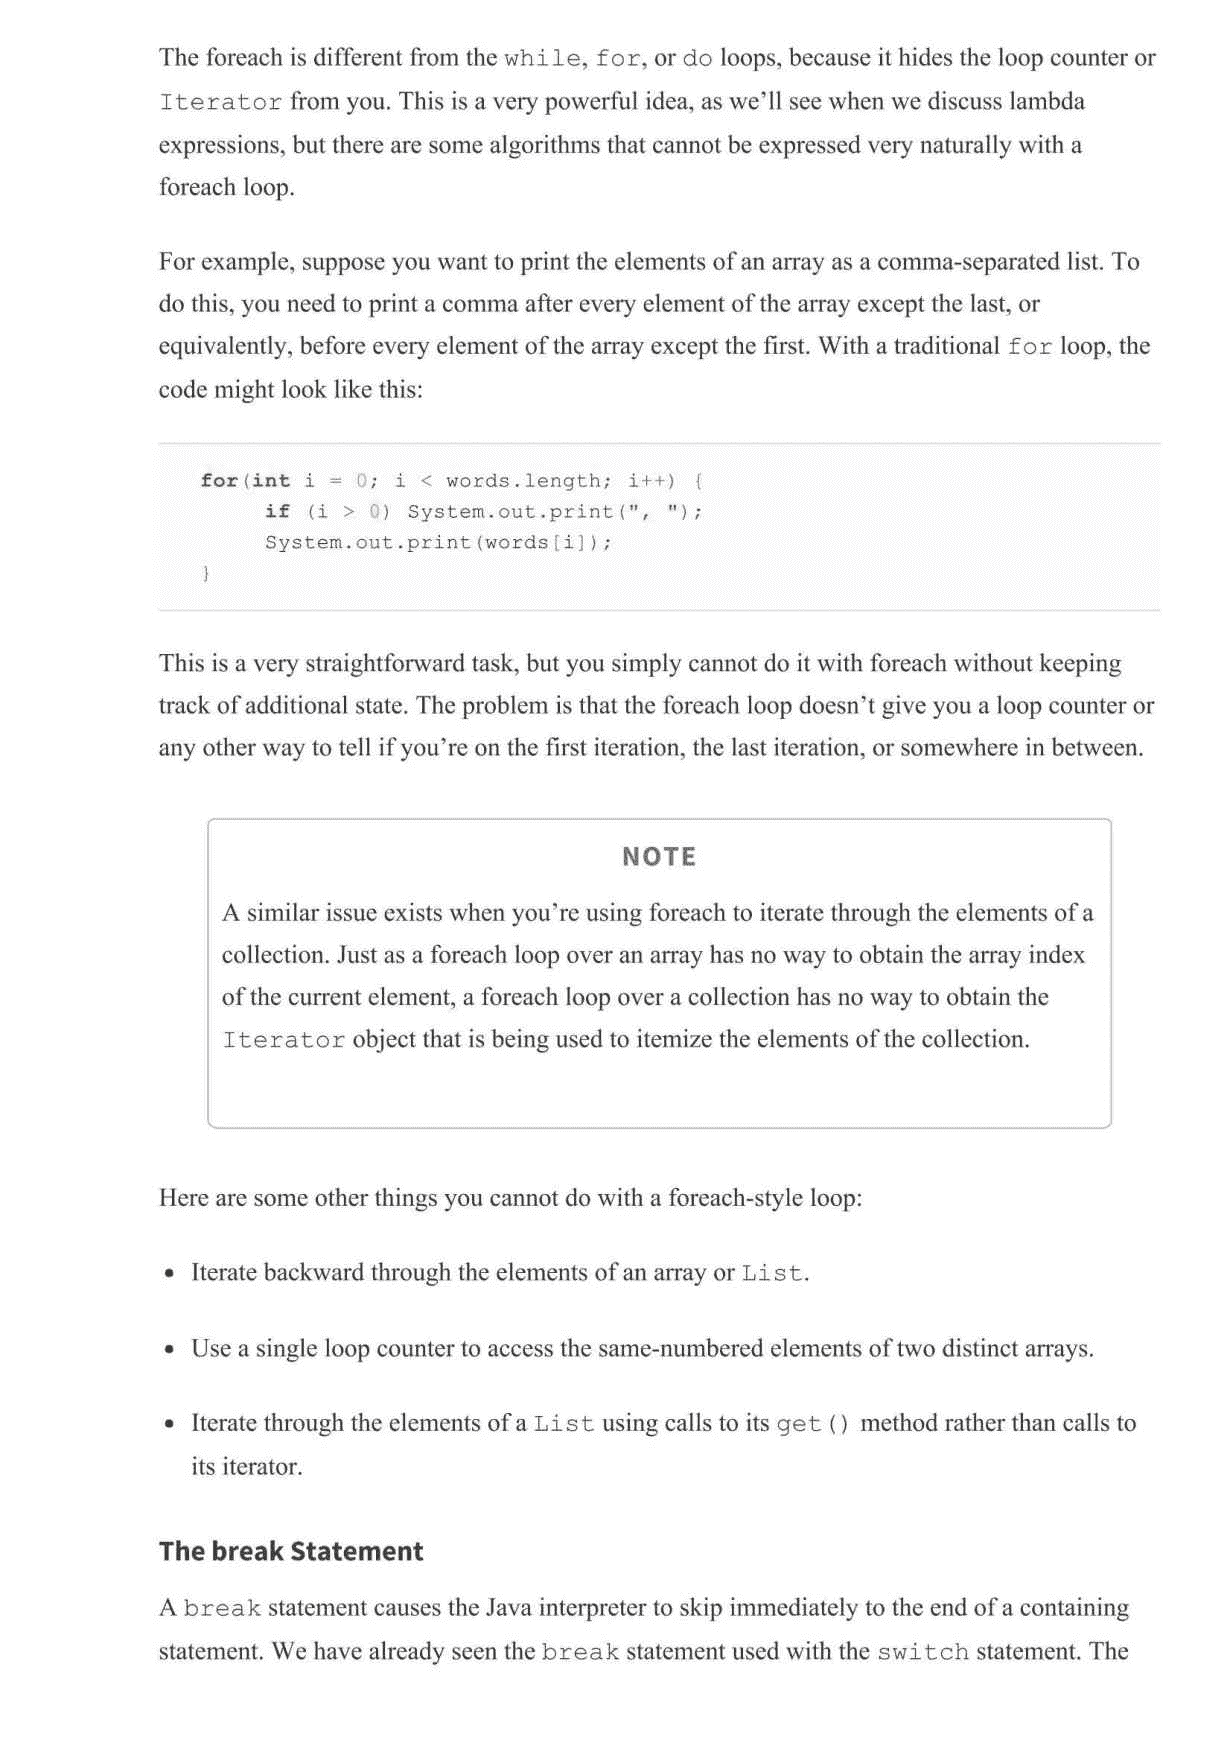 The foreach is different from the while, for, or do loops, because it hides the loop counter or
Iterator from you. This is a very powerful idea, as we’ll see when we discuss lambda
expressions, but there are some algorithms that cannot be expressed very naturally with a
foreach loop.
For example, suppose you want to print the elements of an array as a comma-separated list. To
do this, you need to print a comma after every element of the array except the last, or
equivalently, before every element of the array except the first. With a traditional for loop, the
code might look like this:
for(int i = 0; i < words.length; i++) {
if (i > 0) System.out.print(", ");
System.out.print(words[i]);
}
This is a very straightforward task, but you simply cannot do it with foreach without keeping
track of additional state. The problem is that the foreach loop doesn’t give you a loop counter or
any other way to tell if you’re on the first iteration, the last iteration, or somewhere in between.
NOTE
A similar issue exists when you’re using foreach to iterate through the elements of a
collection. Just as a foreach loop over an array has no way to obtain the array index
of the current element, a foreach loop over a collection has no way to obtain the
Iterator object that is being used to itemize the elements of the collection.
Here are some other things you cannot do with a foreach-style loop:
• Iterate backward through the elements of an array or List.
• Use a single loop counter to access the same-numbered elements of two distinct arrays.
• Iterate through the elements of a List using calls to its get() method rather than calls to
its iterator.
The break Statement
A break statement causes the Java interpreter to skip immediately to the end of a containing
statement. We have already seen the break statement used with the switch statement. The